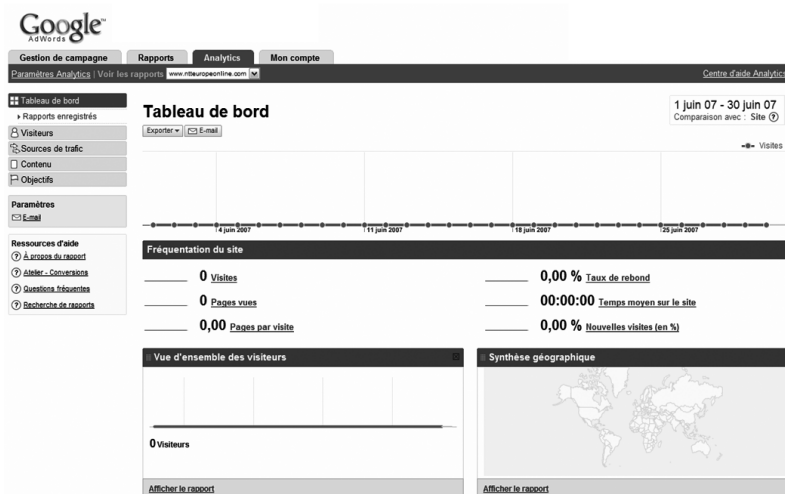 Google™
AdWords
Gestion de campagne Rapports Analytics Mon compte
Paramètres Analytics | Voir les rapports www.ntteuropeonline.com Centre d'aide Analytics
Tableau de bord
Rapports enregistrés
Visiteurs
Sources de trafic
Contenu
Objectifs
Paramètres
E-mail
Ressources d'aide
À propos du rapport
Atelier - Conversions
Questions fréquentes
Recherche de rapports
Tableau de bord
Exporter E-mail
1 juin 07 - 30 juin 07
Comparaison avec : Site ?
Visites
4 juin 2007 11 juin 2007 18 juin 2007 25 juin 2007
Fréquentation du site
0 Visites
0 Pages vues
0,00 Pages par visite
0,00 % Taux de rebond
00:00:00 Temps moyen sur le site
0,00 % Nouvelles visites (en %)
Vue d'ensemble des visiteurs
0 Visiteurs
Afficher le rapport
Synthèse géographique
Afficher le rapport